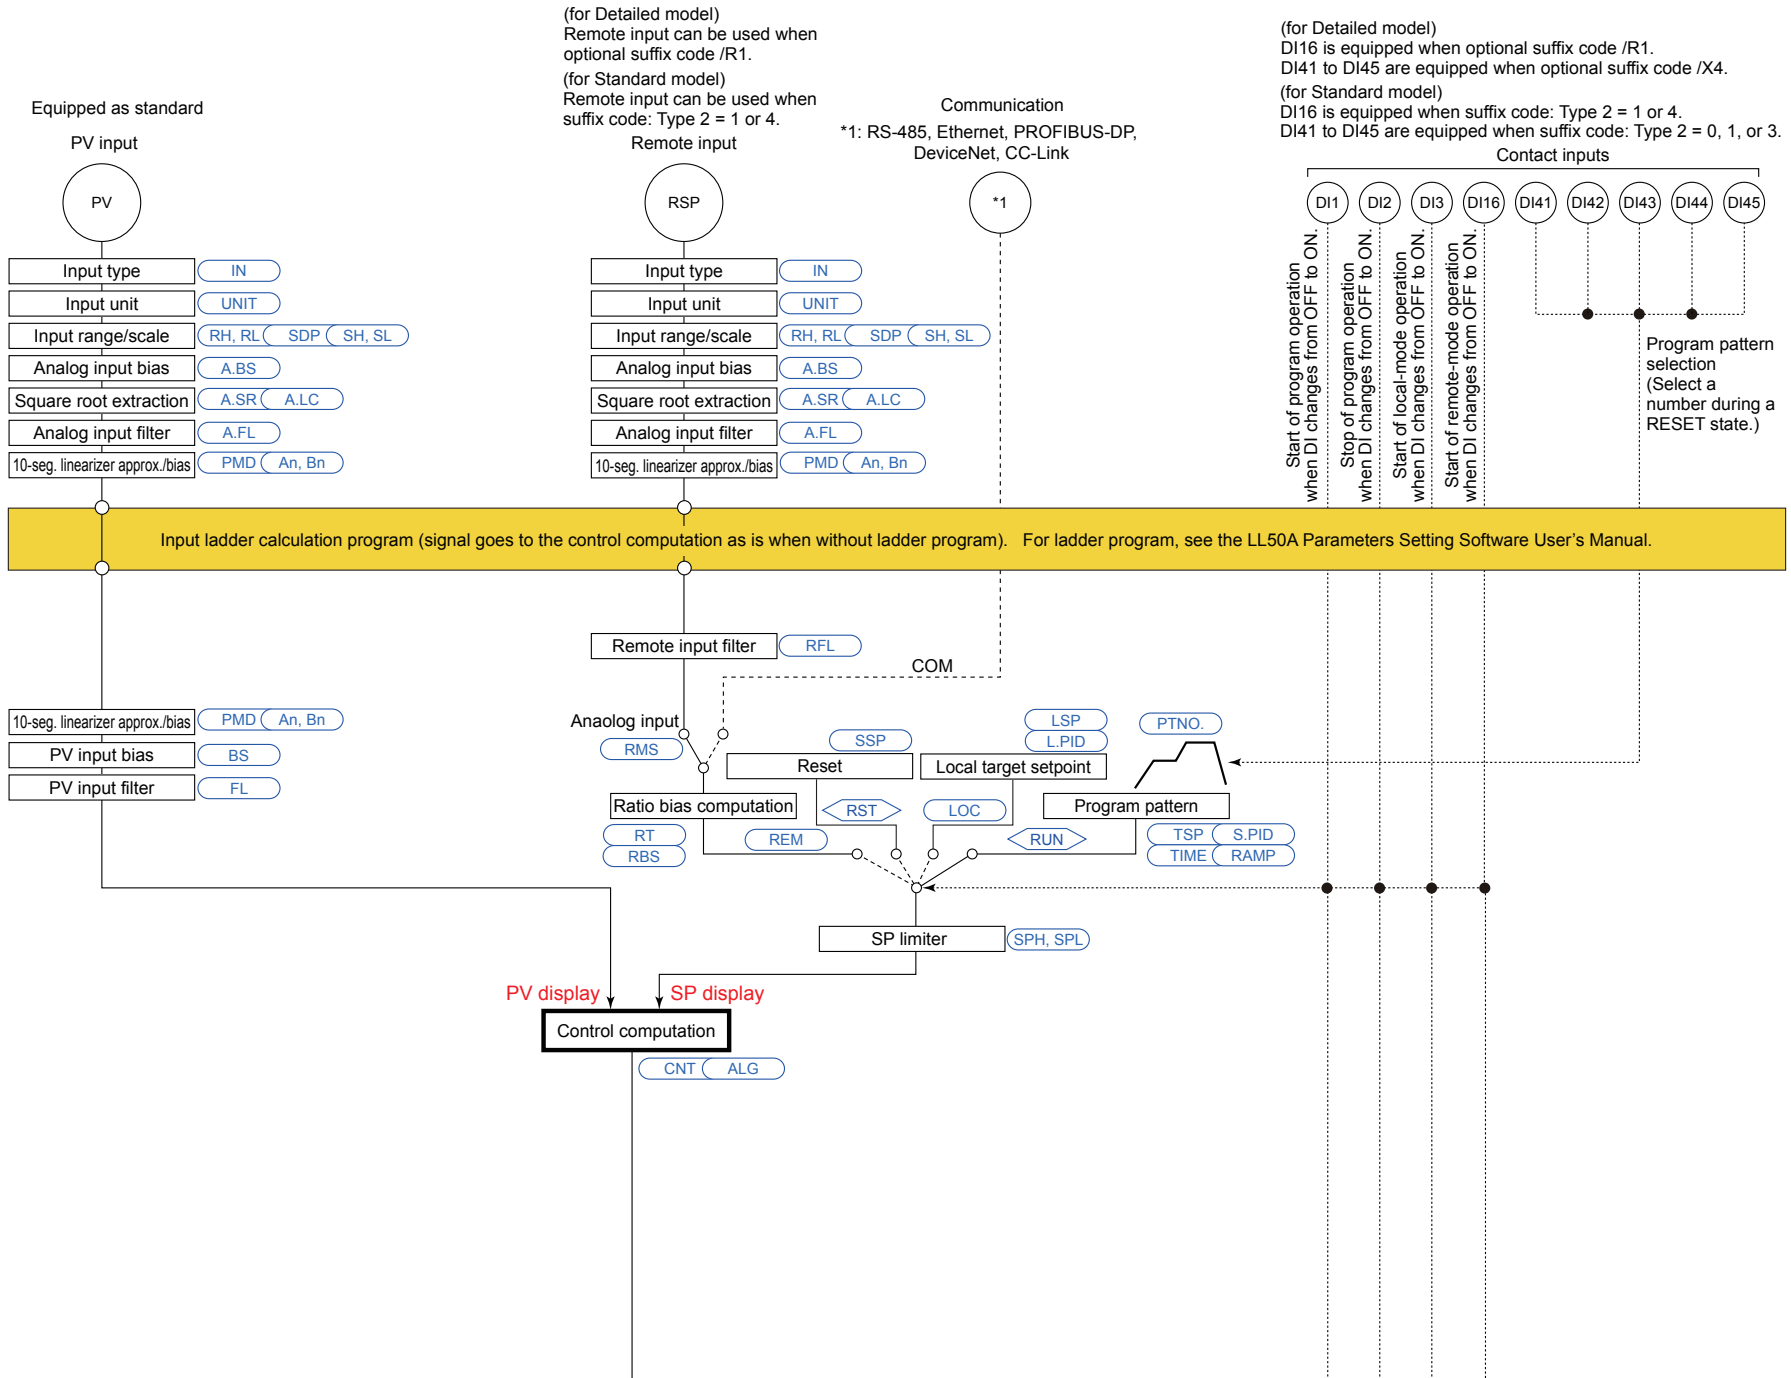 (for Detailed model)
Remote input can be used when
optional suffix code /R1.
(for Standard model)
Remote input can be used when
suffix code: Type 2 = 1 or 4.
(for Detailed model)
DI16 is equipped when optional suffix code /R1.
DI41 to DI45 are equipped when optional suffix code /X4.
(for Standard model)
DI16 is equipped when suffix code: Type 2 = 1 or 4.
DI41 to DI45 are equipped when suffix code: Type 2 = 0, 1, or 3.
Equipped as standard
PV input
Remote input
Communication
*1: RS-485, Ethernet, PROFIBUS-DP,
DeviceNet, CC-Link
Contact inputs
PV
RSP
*1
DI1 DI2 DI3 DI16 DI41 DI42 DI43 DI44 DI45
Input type IN
Input unit UNIT
Input range/scale RH, RL SDP SH, SL
Analog input bias A.BS
Square root extraction A.SR A.LC
Analog input filter A.FL
10-seg. linearizer approx./bias PMD An, Bn
Input type IN
Input unit UNIT
Input range/scale RH, RL SDP SH, SL
Analog input bias A.BS
Square root extraction A.SR A.LC
Analog input filter A.FL
10-seg. linearizer approx./bias PMD An, Bn
Start of program operation
when DI changes from OFF to ON.
Stop of program operation
when DI changes from OFF to ON.
Start of local-mode operation
when DI changes from OFF to ON.
Start of remote-mode operation
when DI changes from OFF to ON.
Program pattern
selection
(Select a
number during a
RESET state.)
Input ladder calculation program (signal goes to the control computation as is when without ladder program). For ladder program, see the LL50A Parameters Setting Software User's Manual.
Remote input filter RFL
COM
10-seg. linearizer approx./bias PMD An, Bn
PV input bias BS
PV input filter FL
Anaolog input
RMS
SSP
LSP
L.PID
PTNO.
Reset
Local target setpoint
Ratio bias computation
Program pattern
RST
LOC
RT
RBS
REM
RUN
TSP S.PID
TIME RAMP
SP limiter SPH, SPL
PV display
SP display
Control computation
CNT ALG